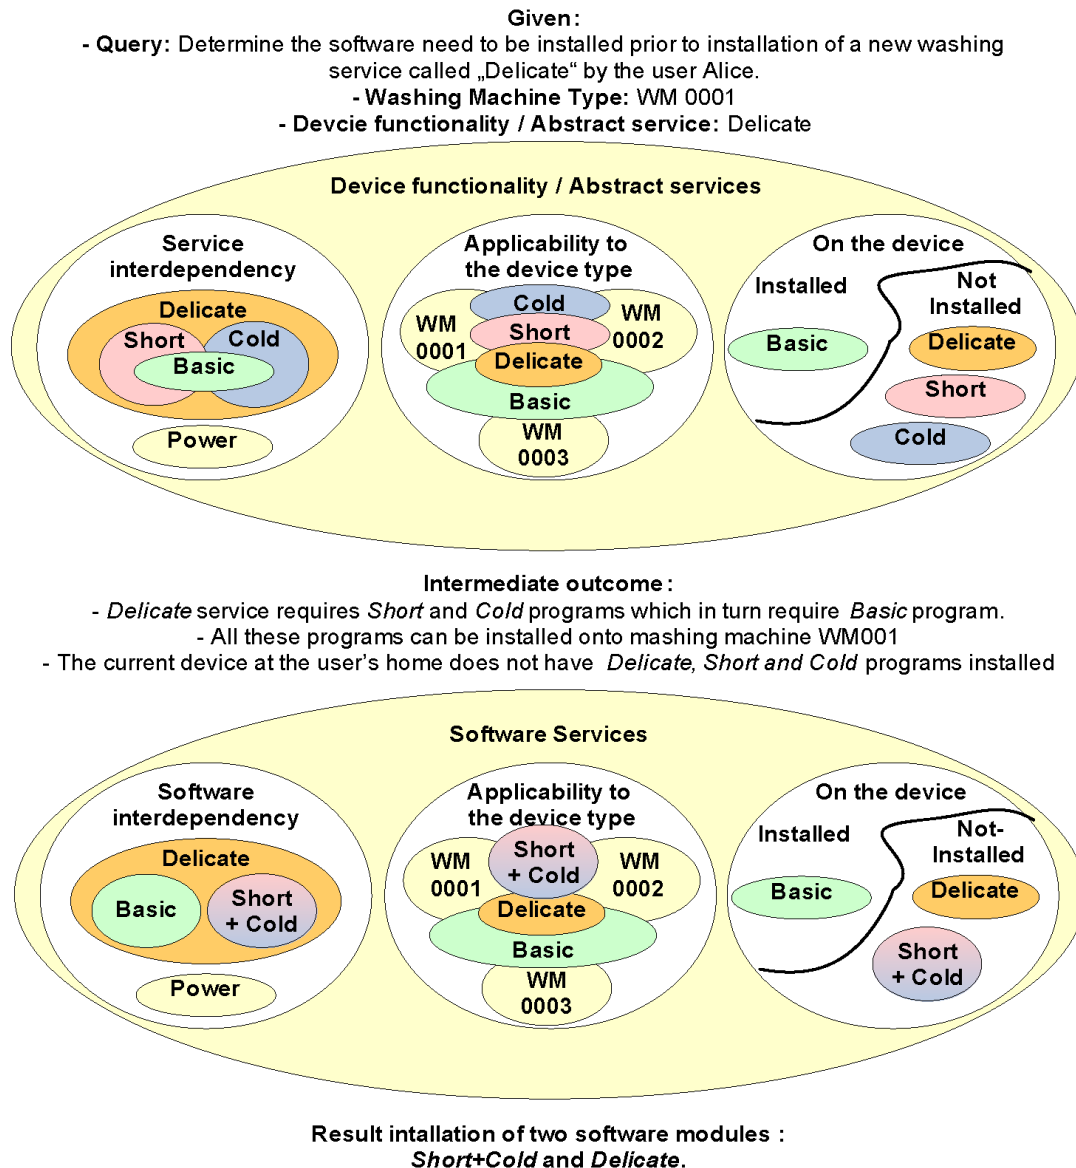 Given:
- Query: Determine the software need to be installed prior to installation of a new washing
service called „Delicate“ by the user Alice.
- Washing Machine Type: WM 0001
- Devcie functionality / Abstract service: Delicate
Device functionality / Abstract services
Service
interdependency
Delicate
Short
Cold
Basic
Power
Applicability to
the device type
Cold
WM
0001
Short
WM
0002
Delicate
Basic
WM
0003
On the device
Installed
Not
Installed
Basic
Delicate
Short
Cold
Intermediate outcome:
- Delicate service requires Short and Cold programs which in turn require Basic program.
- All these programs can be installed onto mashing machine WM001
- The current device at the user's home does not have Delicate, Short and Cold programs installed
Software Services
Software
interdependency
Delicate
Basic
Short
+ Cold
Power
Applicability to
the device type
WM
0001
Short
+ Cold
WM
0002
Delicate
Basic
WM
0003
On the device
Installed
Not-
Installed
Basic
Delicate
Short
+ Cold
Result intallation of two software modules :
Short+Cold and Delicate.